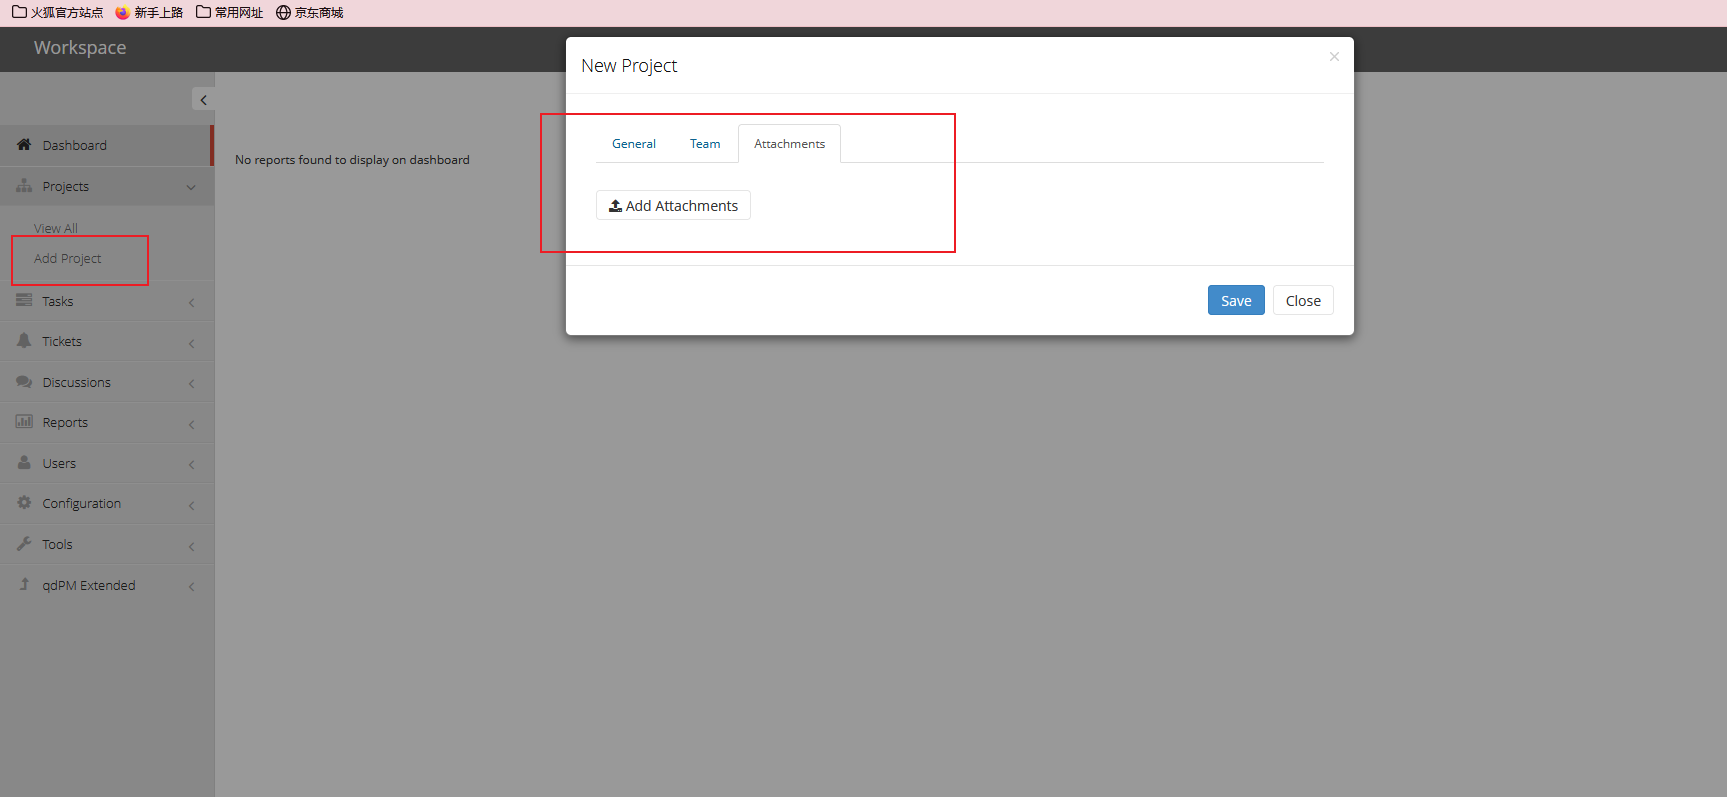 火狐官方站点 新手上路 常用网址 京东商城
Workspace
New Project
×
Dashboard
Projects
View All
Add Project
Tasks
Tickets
Discussions
Reports
Users
Configuration
Tools
qdPM Extended
No reports found to display on dashboard
General Team Attachments
Add Attachments
Save Close